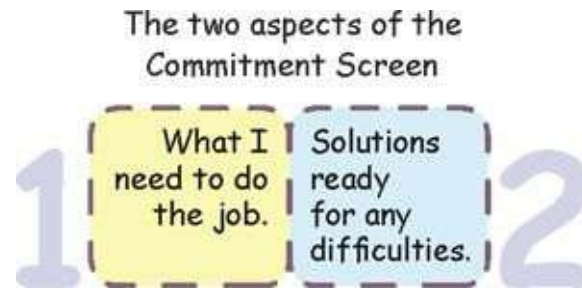 The two aspects of the
Commitment Screen
1
What I
need to do
the job.
Solutions
ready
for any
difficulties.
2